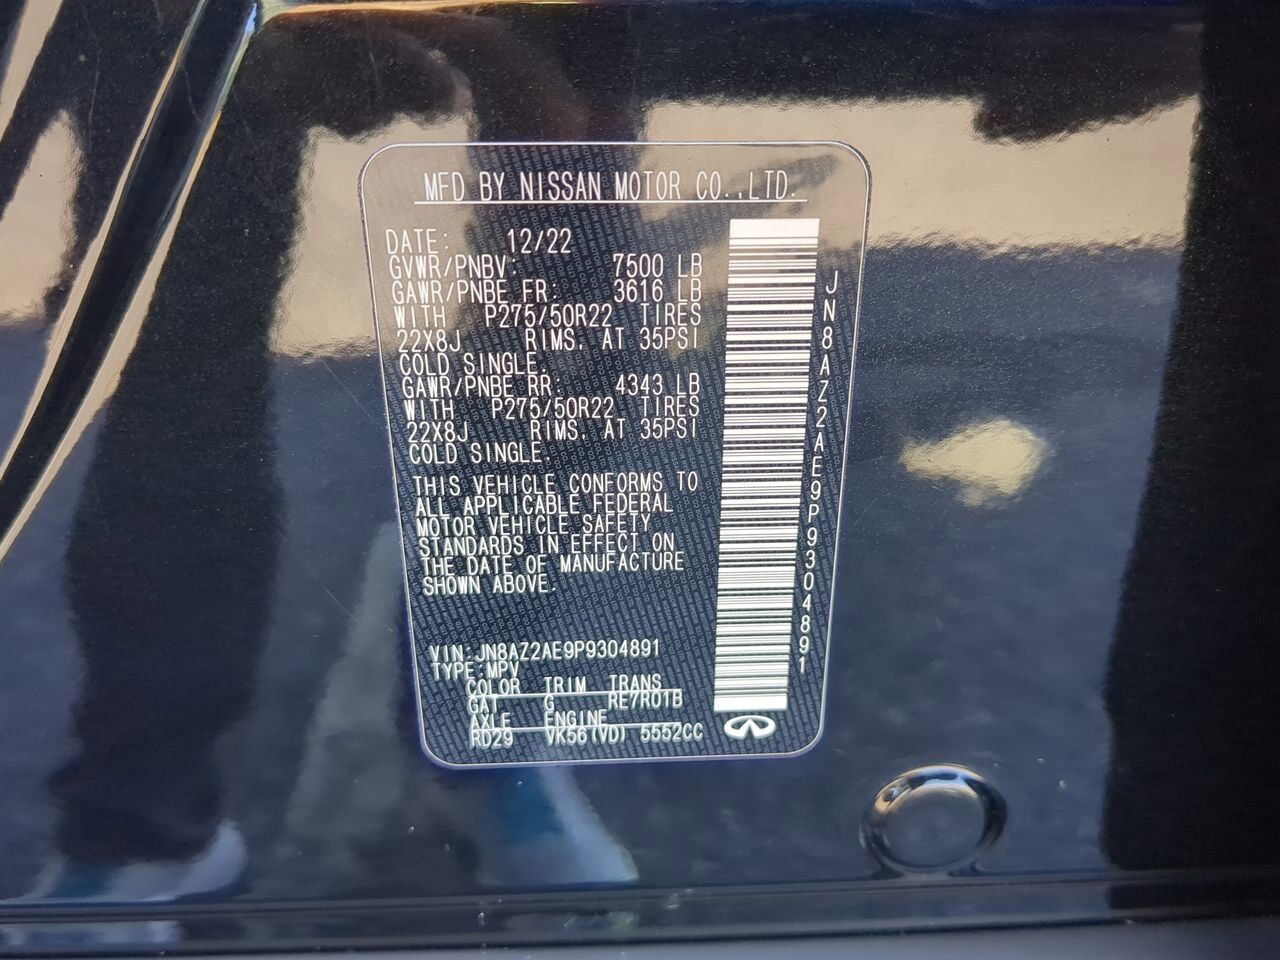 MFD BY NISSAN MOTOR CO.,LTD.
DATE: 12/22
GVWR/PNBV: 7500 LB
GAWR/PNBE FR: 3616 LB
WITH P275/50R22 TIRES
22X8J RIMS. AT 35PSI
COLD SINGLE.
GAWR/PNBE RR: 4343 LB
WITH P275/50R22 TIRES
22X8J RIMS. AT 35PSI
COLD SINGLE.
THIS VEHICLE CONFORMS TO
ALL APPLICABLE FEDERAL
MOTOR VEHICLE SAFETY
STANDARDS IN EFFECT ON
THE DATE OF MANUFACTURE
SHOWN ABOVE.
VIN:JN8AZ2AE9P9304891
TYPE:MPV
COLOR TRIM TRANS
GAT G RE7R01B
AXLE ENGINE
RD29 VK56(VD) 5552CC
JN8AZ2AE9P9304891